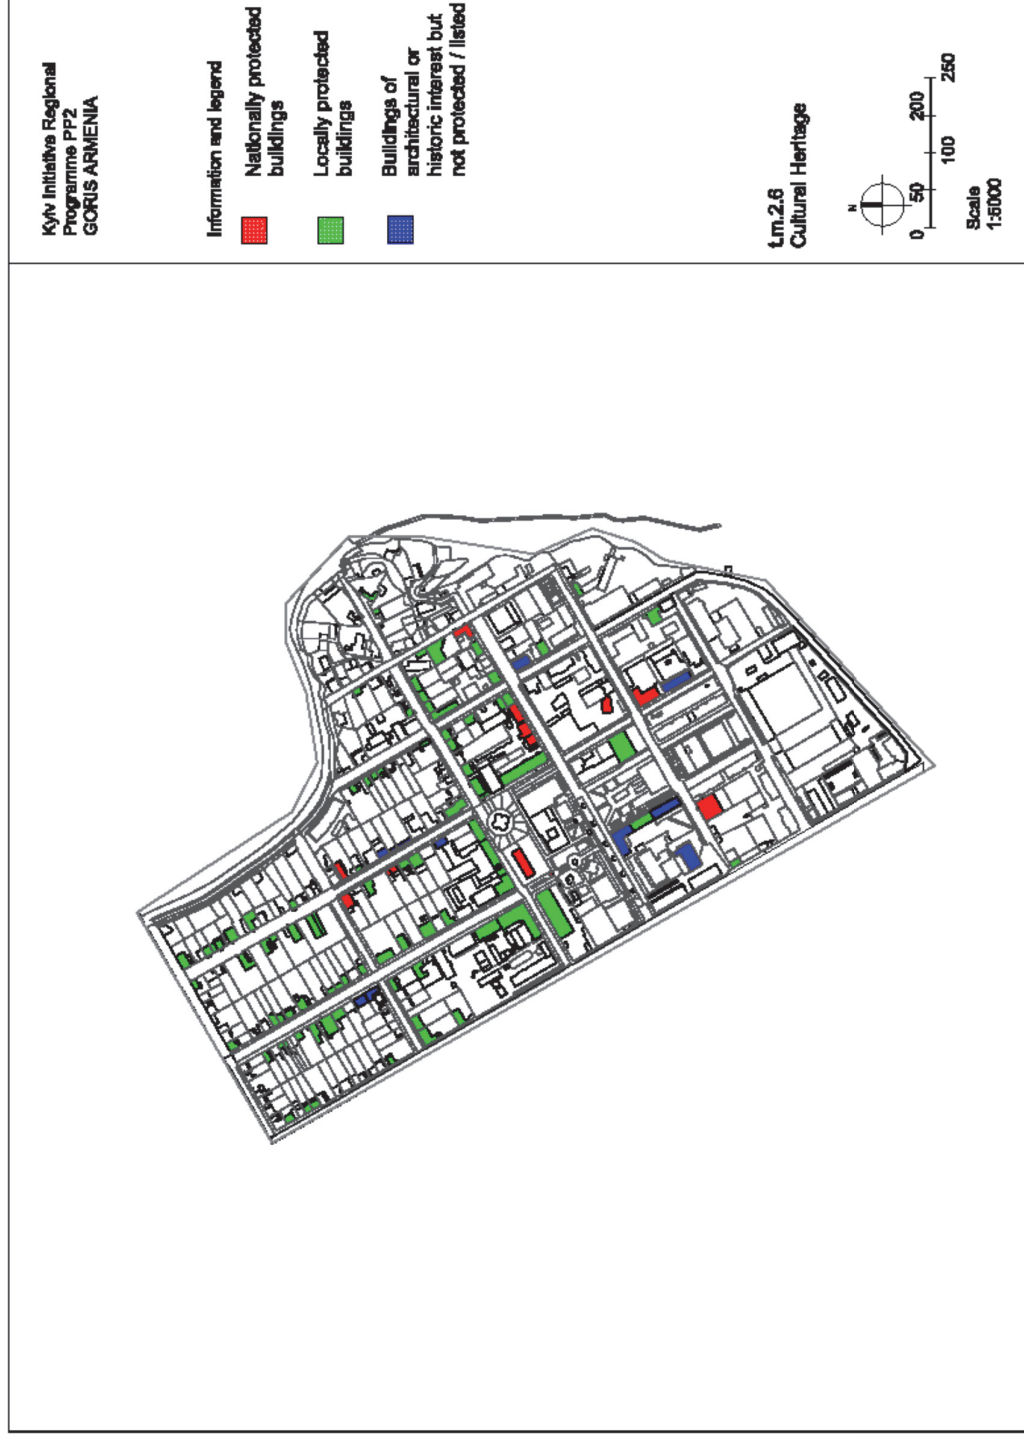 Kyiv Initiative Regional
Programme PP2
GORIS ARMENIA
Information and legend
Nationally protected
buildings
Locally protected
buildings
Buildings of
architectural or
historic interest but
not protected / listed
t.m.2.6
Cultural Heritage
N
0 50 100 200 250
Scale
1:5000